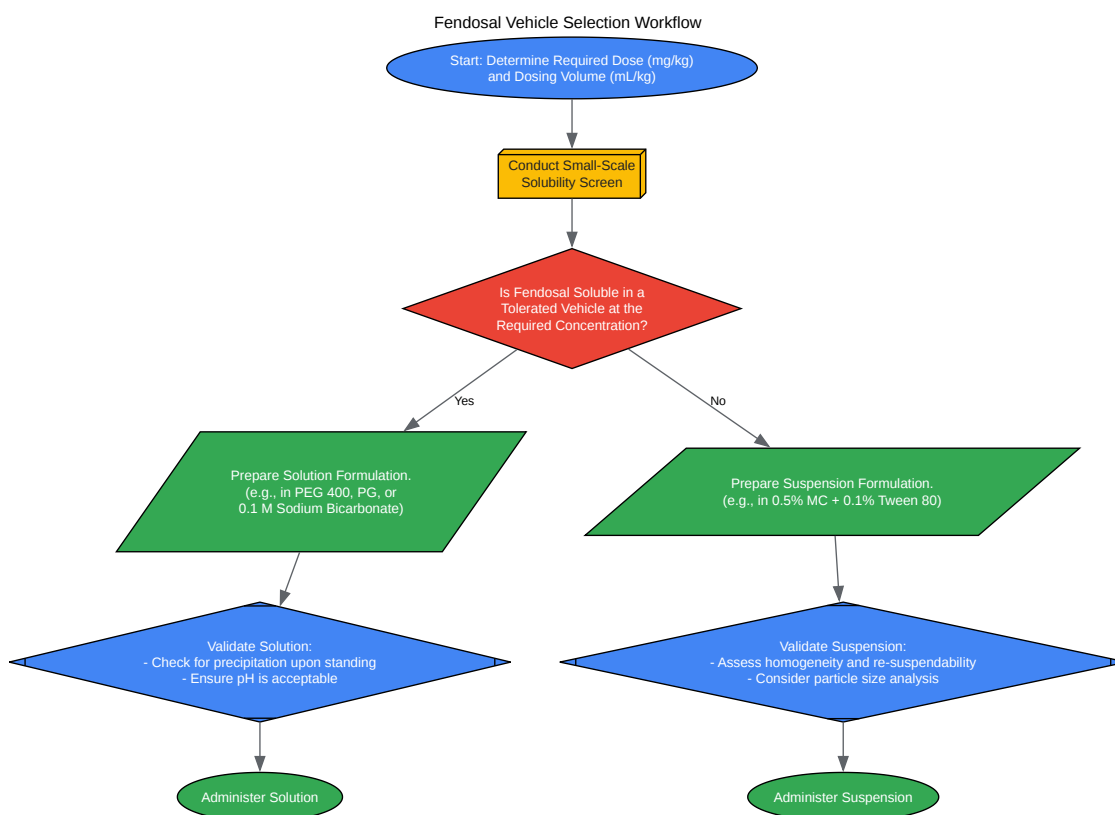 Fendosal Vehicle Selection Workflow
Start: Determine Required Dose (mg/kg)
and Dosing Volume (mL/kg)
Conduct Small-Scale
Solubility Screen
Is Fendosal Soluble in a
Tolerated Vehicle at the
Required Concentration?
Yes
No
Prepare Solution Formulation.
(e.g., in PEG 400, PG, or
0.1 M Sodium Bicarbonate)
Prepare Suspension Formulation.
(e.g., in 0.5% MC + 0.1% Tween 80)
Validate Solution:
- Check for precipitation upon standing
- Ensure pH is acceptable
Validate Suspension:
- Assess homogeneity and re-suspendability
- Consider particle size analysis
Administer Solution
Administer Suspension